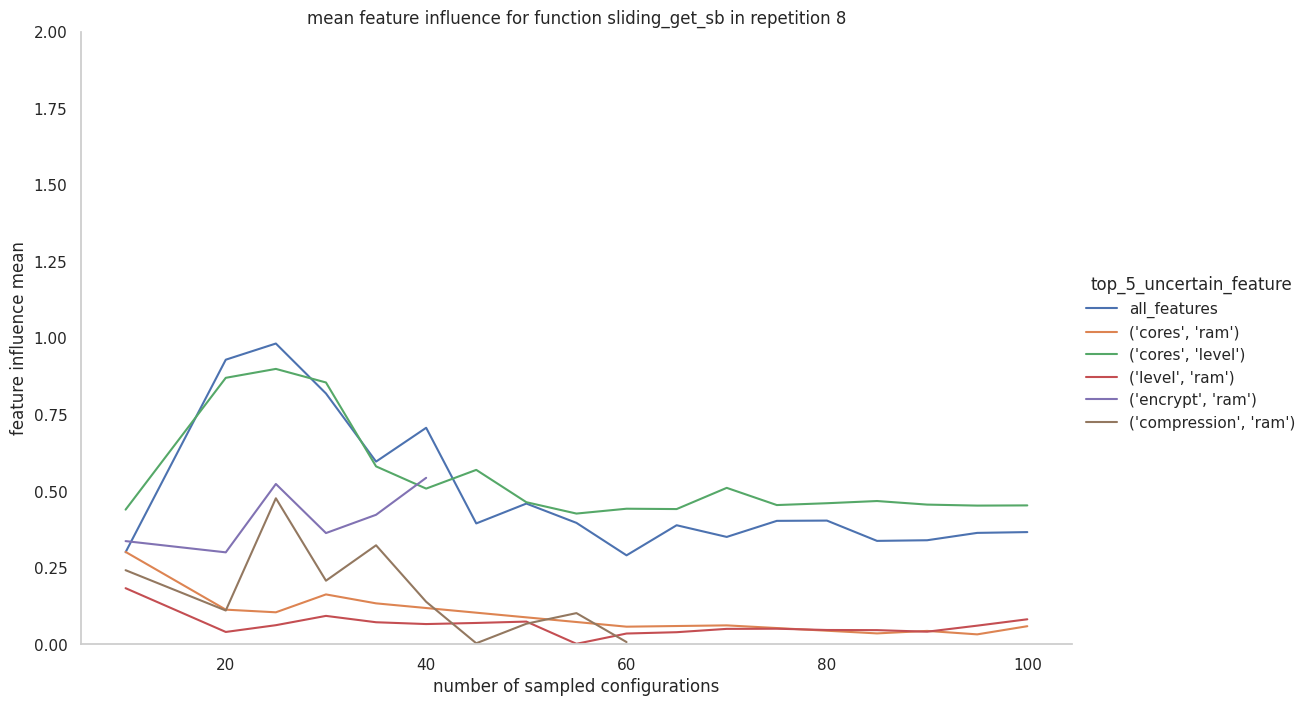 mean feature influence for function sliding_get_sb in repetition 8
2.00
1.75
1.50
1.25
1.00
0.75
0.50
0.25
0.00
feature influence mean
20
40
60
80
100
number of sampled configurations
top_5_uncertain_feature
all_features
('cores', 'ram')
('cores', 'level')
('level', 'ram')
('encrypt', 'ram')
('compression', 'ram')